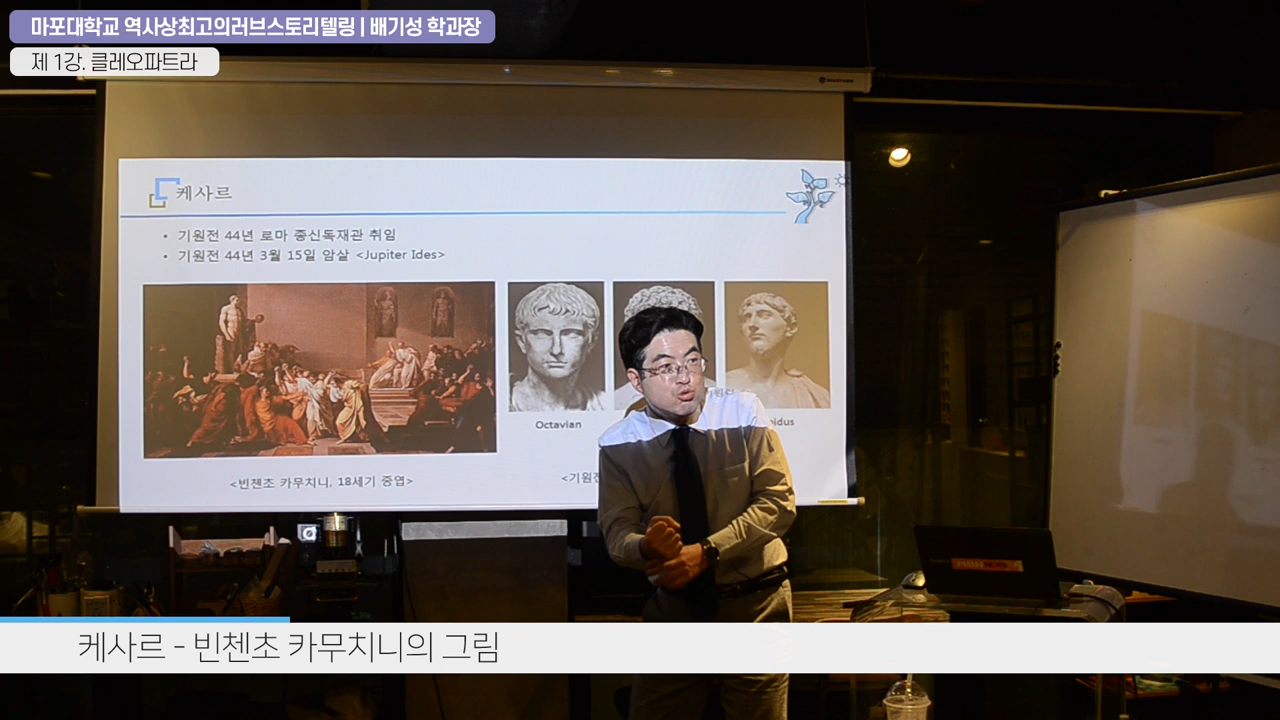 마포대학교 역사상최고의러브스토리텔링 | 배기성 학과장
제 1강. 클레오파트라
케사르
• 기원전 44년 로마 종신독재관 취임
• 기원전 44년 3월 15일 암살 <Jupiter Ides>
Octavian
idus
<빈첸초 카무치니, 18세기 중엽>
<기원전
케사르 - 빈첸초 카무치니의 그림